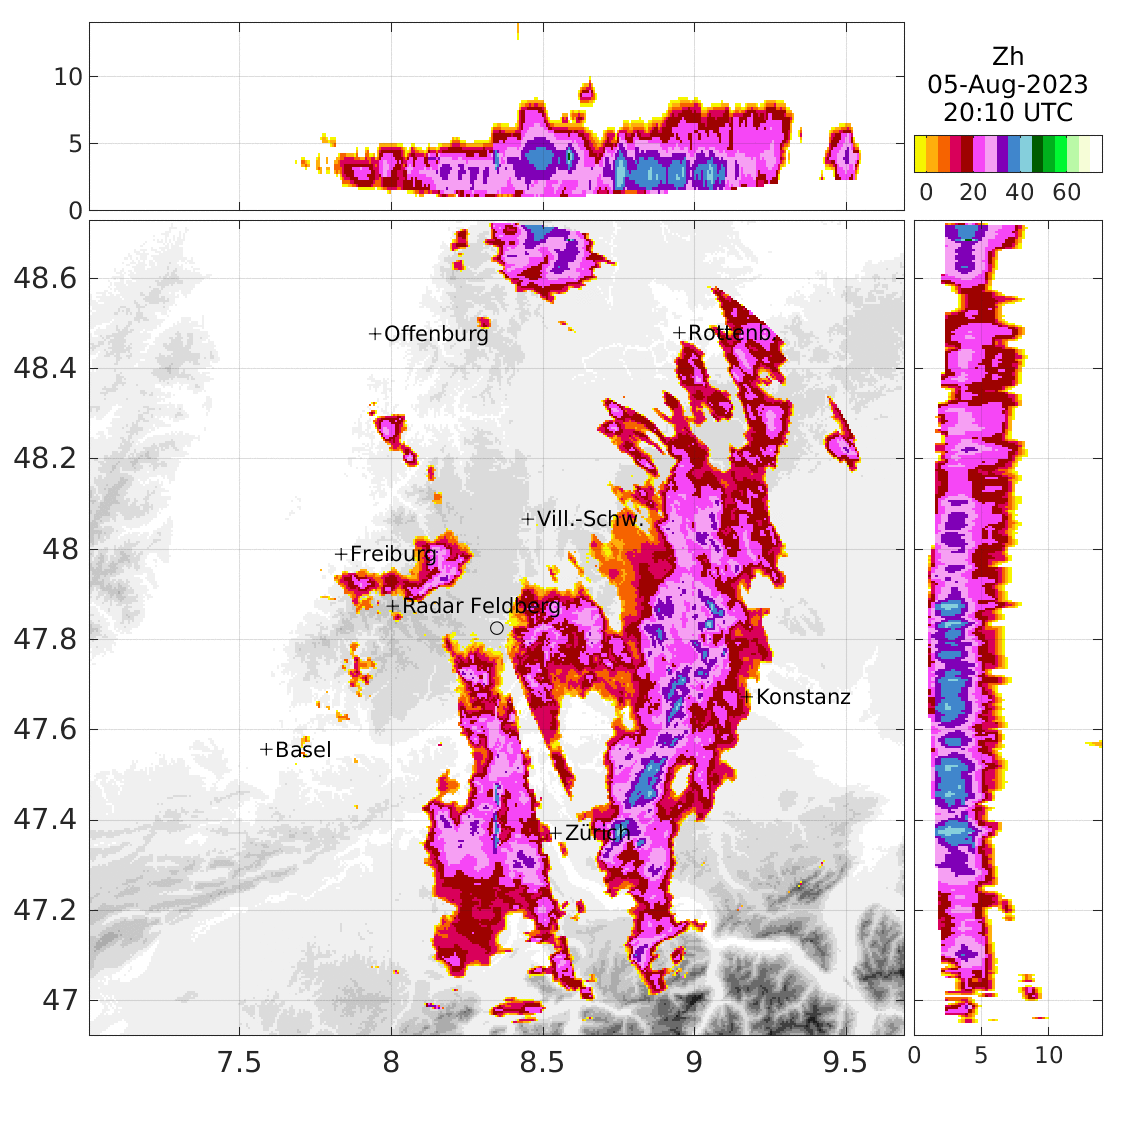 10
5
0
Zh
05-Aug-2023
20:10 UTC
0 20 40 60
48.6
48.4
48.2
48
47.8
47.6
47.4
47.2
47
+Offenburg
+Rottenb.
+Vill.-Schw.
+Freiburg
+Radar Feldberg
+Konstanz
+Basel
+Zürich
7.5 8 8.5 9 9.5
0 5 10